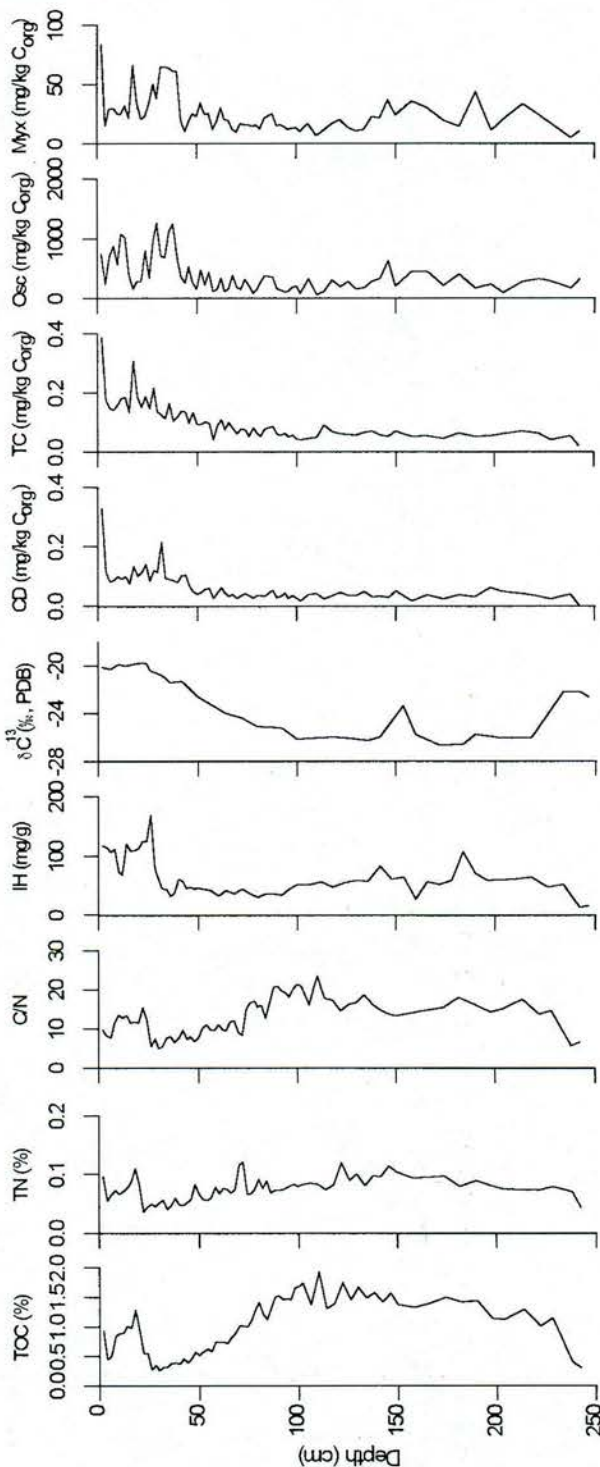 TOC (%)
0.00.51.01.52.0
TN (%)
0.0 0.1 0.2
C/N
0 10 20 30
IH (mg/g)
0 100 200
δC¹³(‰, PDB)
-28 -24 -20
CD (mg/kg Corg)
0.0 0.2 0.4
TC (mg/kg Corg)
0.0 0.2 0.4
Osc (mg/kg Corg)
0 1000 2000
Myx (mg/kg Corg)
0 50 100
Depth (cm)
0
50
100
150
200
250